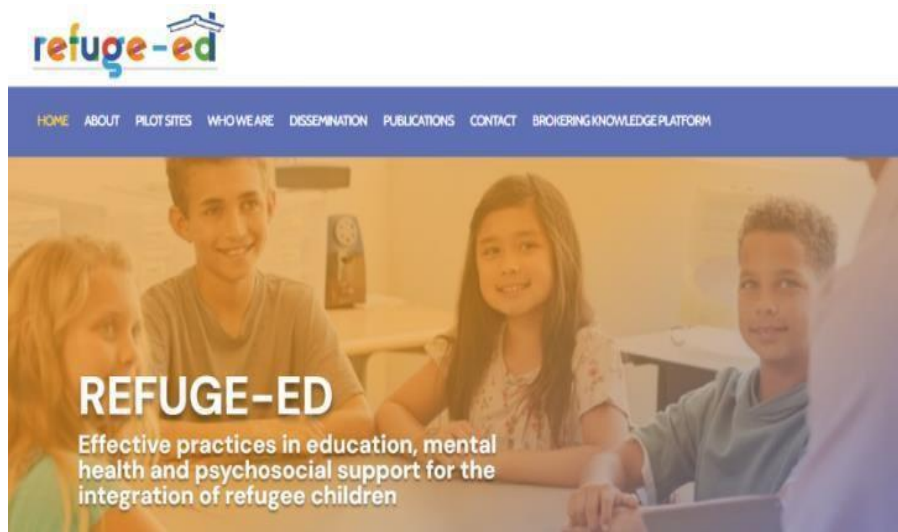 refuge-ed
HOME ABOUT PILOT SITES WHO WE ARE DISSEMINATION PUBLICATIONS CONTACT BROKERING KNOWLEDGE PLATFORM
REFUGE-ED
Effective practices in education, mental
health and psychosocial support for the
integration of refugee children